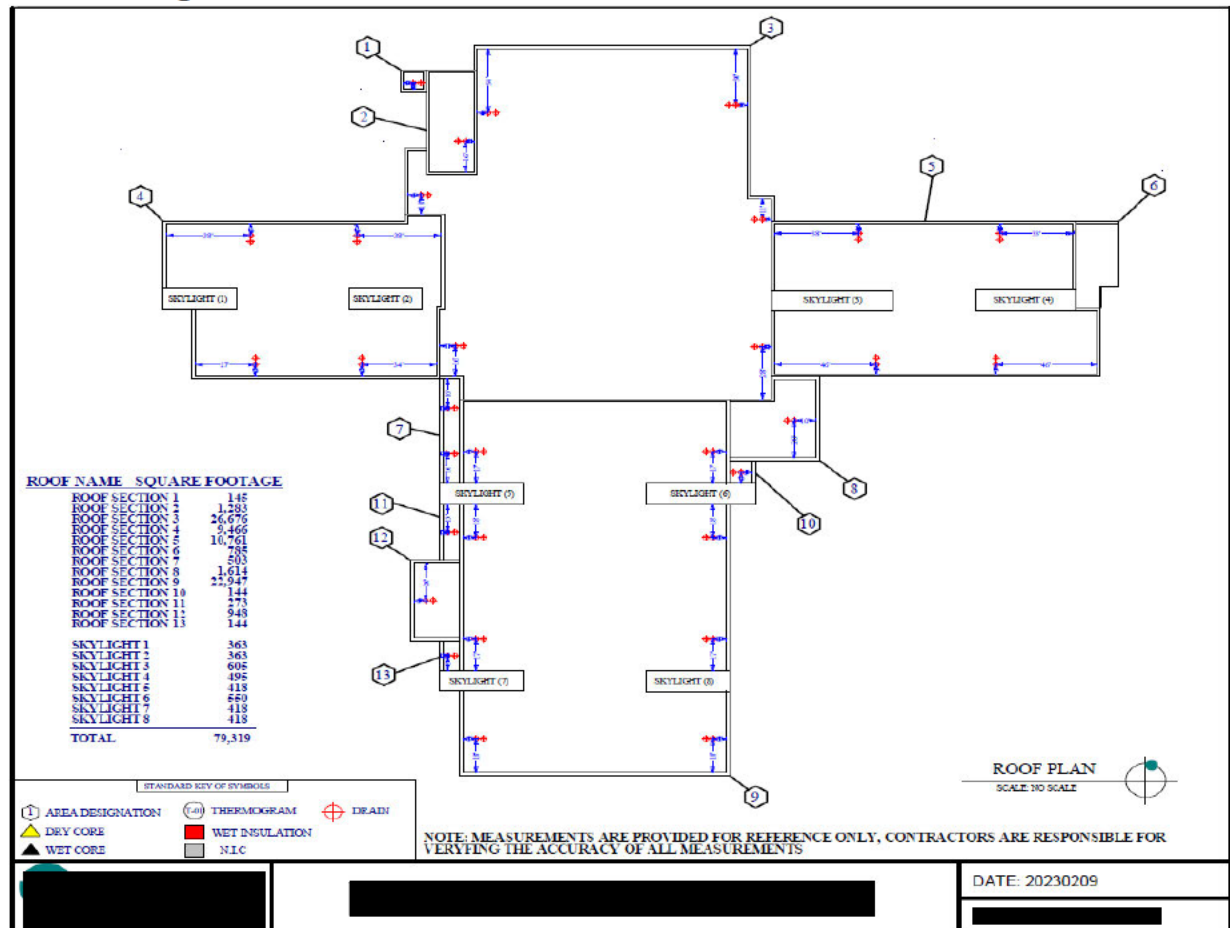 1
3
2
5
4
6
SKYLIGHT (1)
SKYLIGHT (2)
SKYLIGHT (3)
SKYLIGHT (4)
7
8
SKYLIGHT (5)
SKYLIGHT (6)
11
10
12
13
SKYLIGHT (7)
SKYLIGHT (8)
9
ROOF NAME SQUARE FOOTAGE
ROOF SECTION 1 145
ROOF SECTION 2 1,283
ROOF SECTION 3 26,676
ROOF SECTION 4 9,466
ROOF SECTION 5 10,761
ROOF SECTION 6 785
ROOF SECTION 7 503
ROOF SECTION 8 1,614
ROOF SECTION 9 22,947
ROOF SECTION 10 144
ROOF SECTION 11 273
ROOF SECTION 12 948
ROOF SECTION 13 144
SKYLIGHT 1 363
SKYLIGHT 2 363
SKYLIGHT 3 605
SKYLIGHT 4 495
SKYLIGHT 5 418
SKYLIGHT 6 550
SKYLIGHT 7 418
SKYLIGHT 8 418
TOTAL 79,319
ROOF PLAN
SCALE: NO SCALE
STANDARD KEY OF SYMBOLS
1 AREA DESIGNATION T-01 THERMOGRAM DRAIN
DRY CORE WET INSULATION
WET CORE N.I.C
NOTE: MEASUREMENTS ARE PROVIDED FOR REFERENCE ONLY, CONTRACTORS ARE RESPONSIBLE FOR
VERYFING THE ACCURACY OF ALL MEASUREMENTS
DATE: 20230209